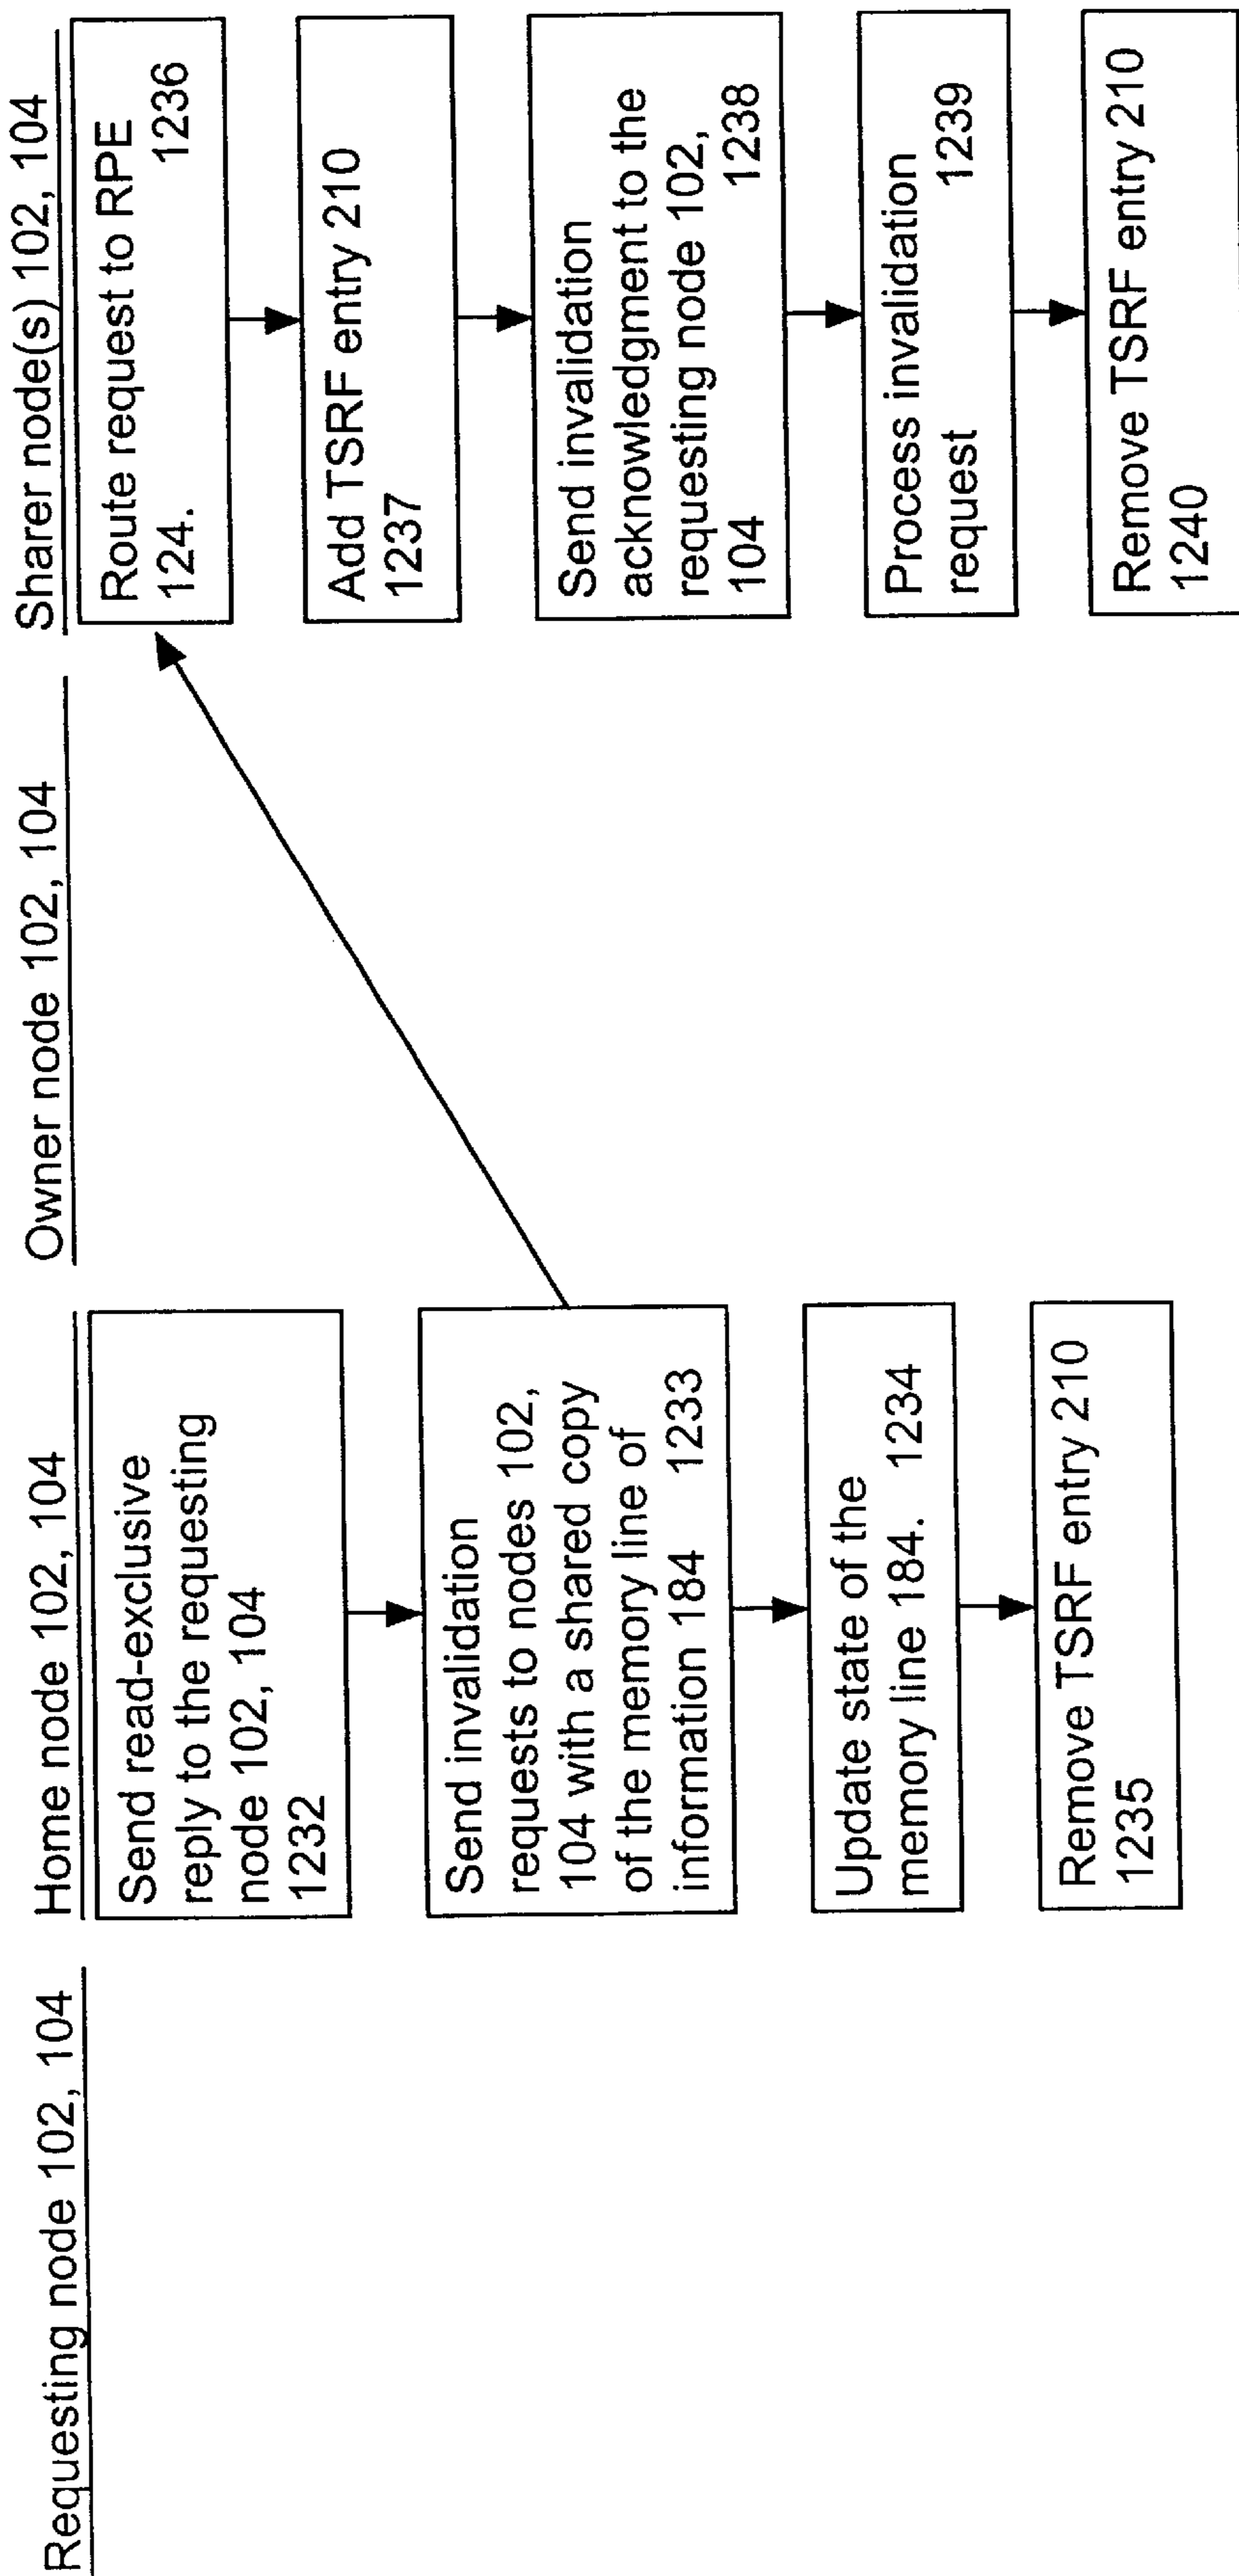 Requesting node 102, 104
Home node 102, 104
Owner node 102, 104
Sharer node(s) 102, 104
Send read-exclusive
reply to the requesting
node 102, 104
1232
Send invalidation
requests to nodes 102,
104 with a shared copy
of the memory line of
information 184 1233
Update state of the
memory line 184. 1234
Remove TSRF entry 210
1235
Route request to RPE
124. 1236
Add TSRF entry 210
1237
Send invalidation
acknowledgment to the
requesting node 102,
104 1238
Process invalidation
request 1239
Remove TSRF entry 210
1240